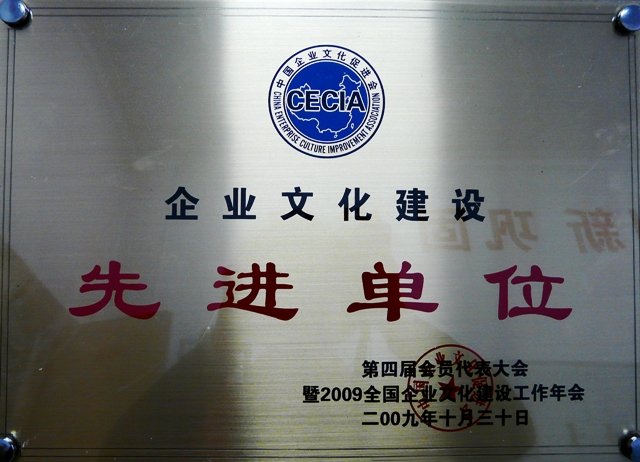 中国企业文化促进会
CECIA
CHINA ENTERPRISE CULTURE IMPROVEMENT ASSOCIATION
企业文化建设
先进单位
第四届会员代表大会
暨2009全国企业文化建设工作年会
二00九年十月三十日